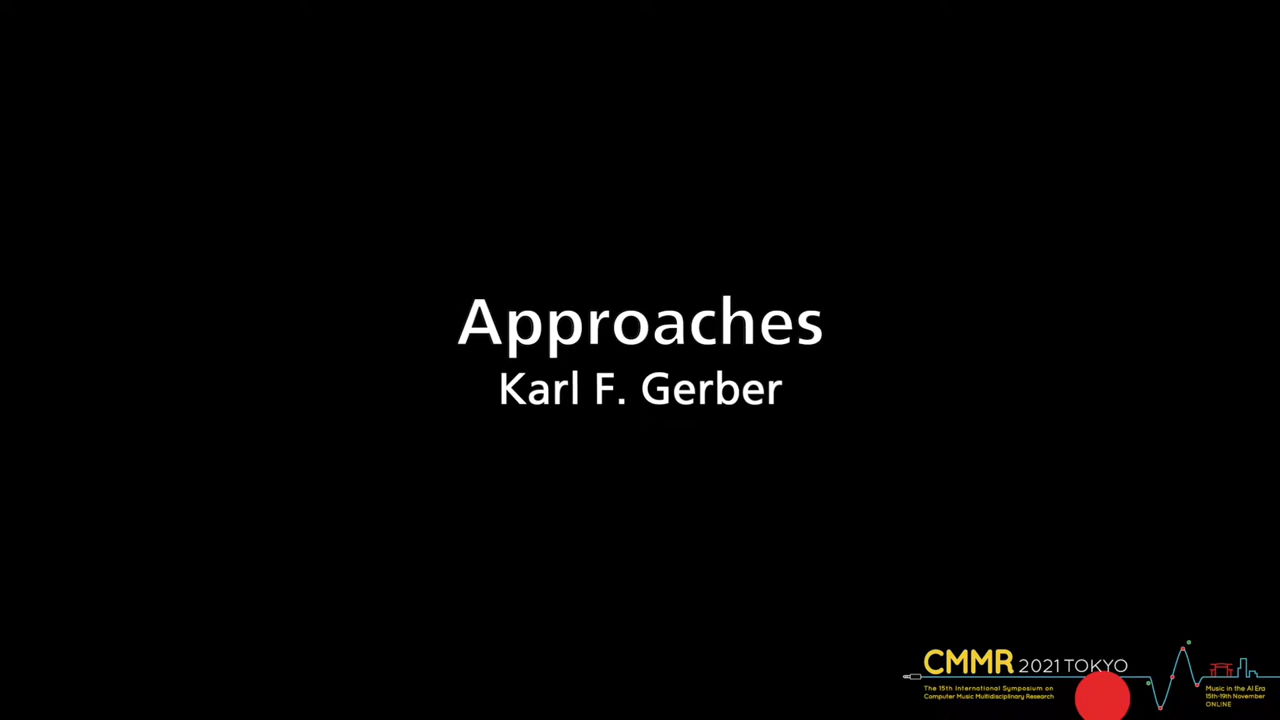 Approaches
Karl F. Gerber
CMMR 2021 TOKYO
The 15th International Symposium on
Computer Music Multidisciplinary Research
Music in the AI Era
15th-19th November
ONLINE